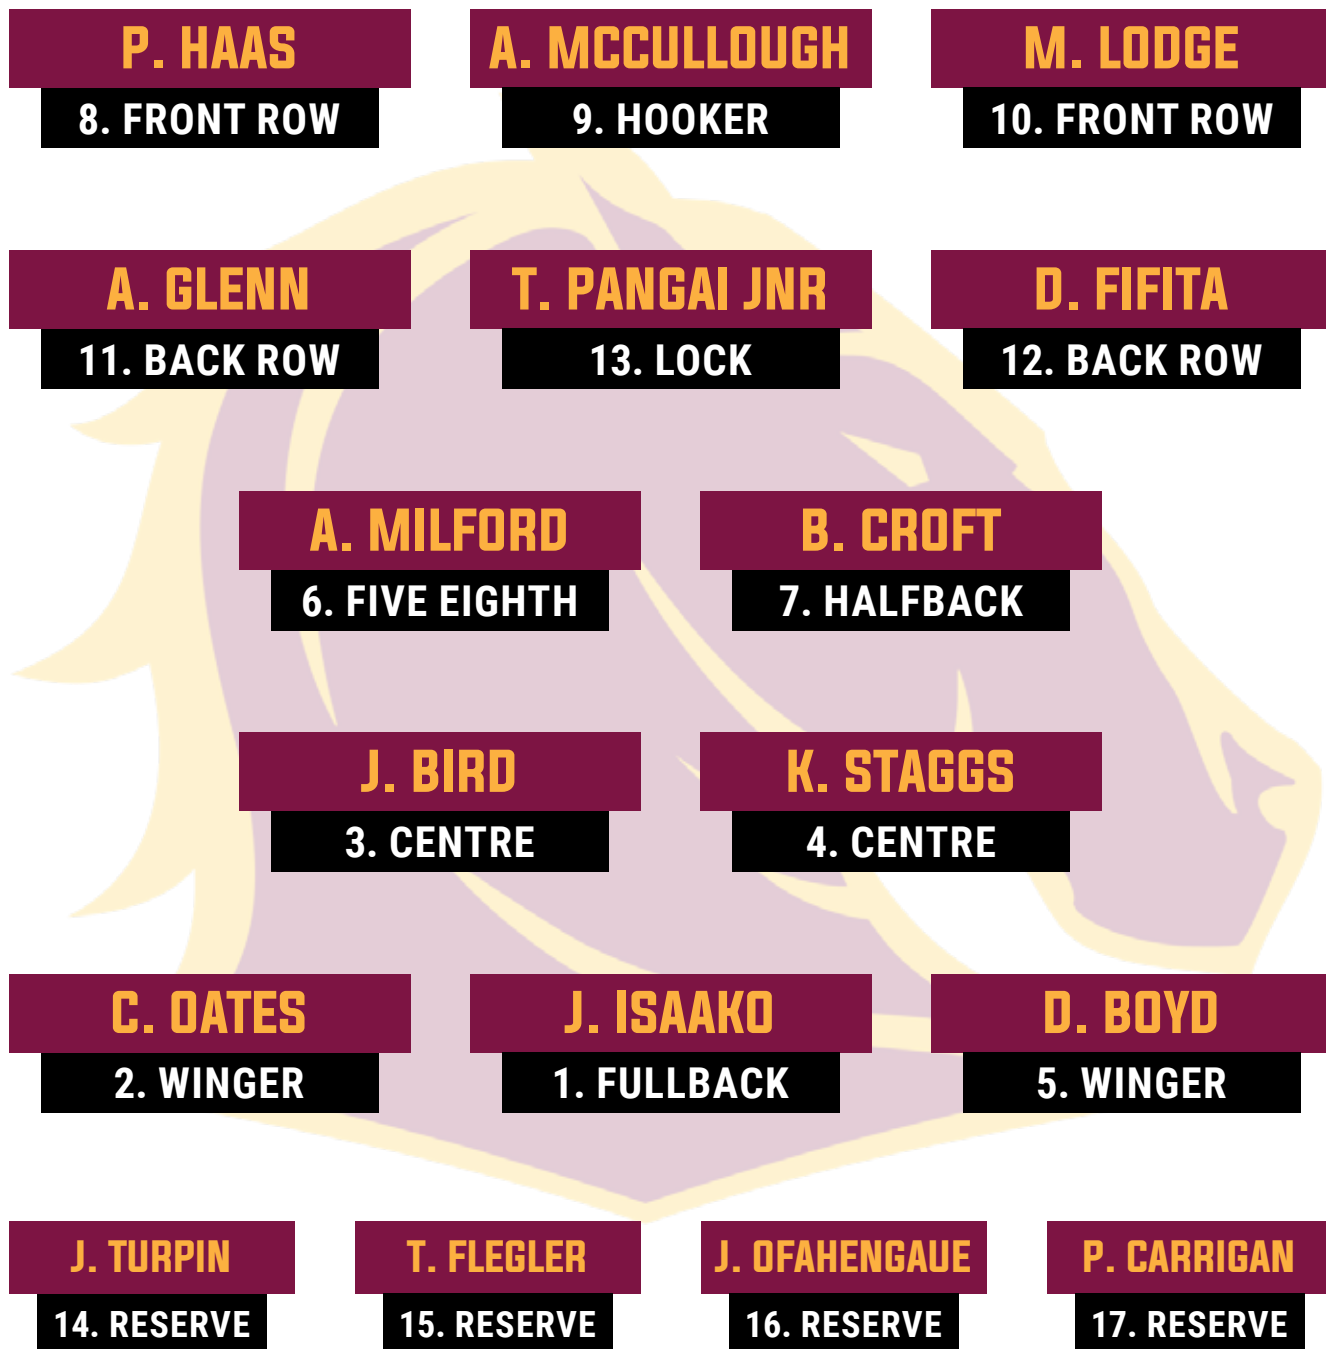 P. HAAS
8. FRONT ROW
A. MCCULLOUGH
9. HOOKER
M. LODGE
10. FRONT ROW
A. GLENN
11. BACK ROW
T. PANGAI JNR
13. LOCK
D. FIFITA
12. BACK ROW
A. MILFORD
6. FIVE EIGHTH
B. CROFT
7. HALFBACK
J. BIRD
3. CENTRE
K. STAGGS
4. CENTRE
C. OATES
2. WINGER
J. ISAAKO
1. FULLBACK
D. BOYD
5. WINGER
J. TURPIN
14. RESERVE
T. FLEGLER
15. RESERVE
J. OFAHENGAUE
16. RESERVE
P. CARRIGAN
17. RESERVE